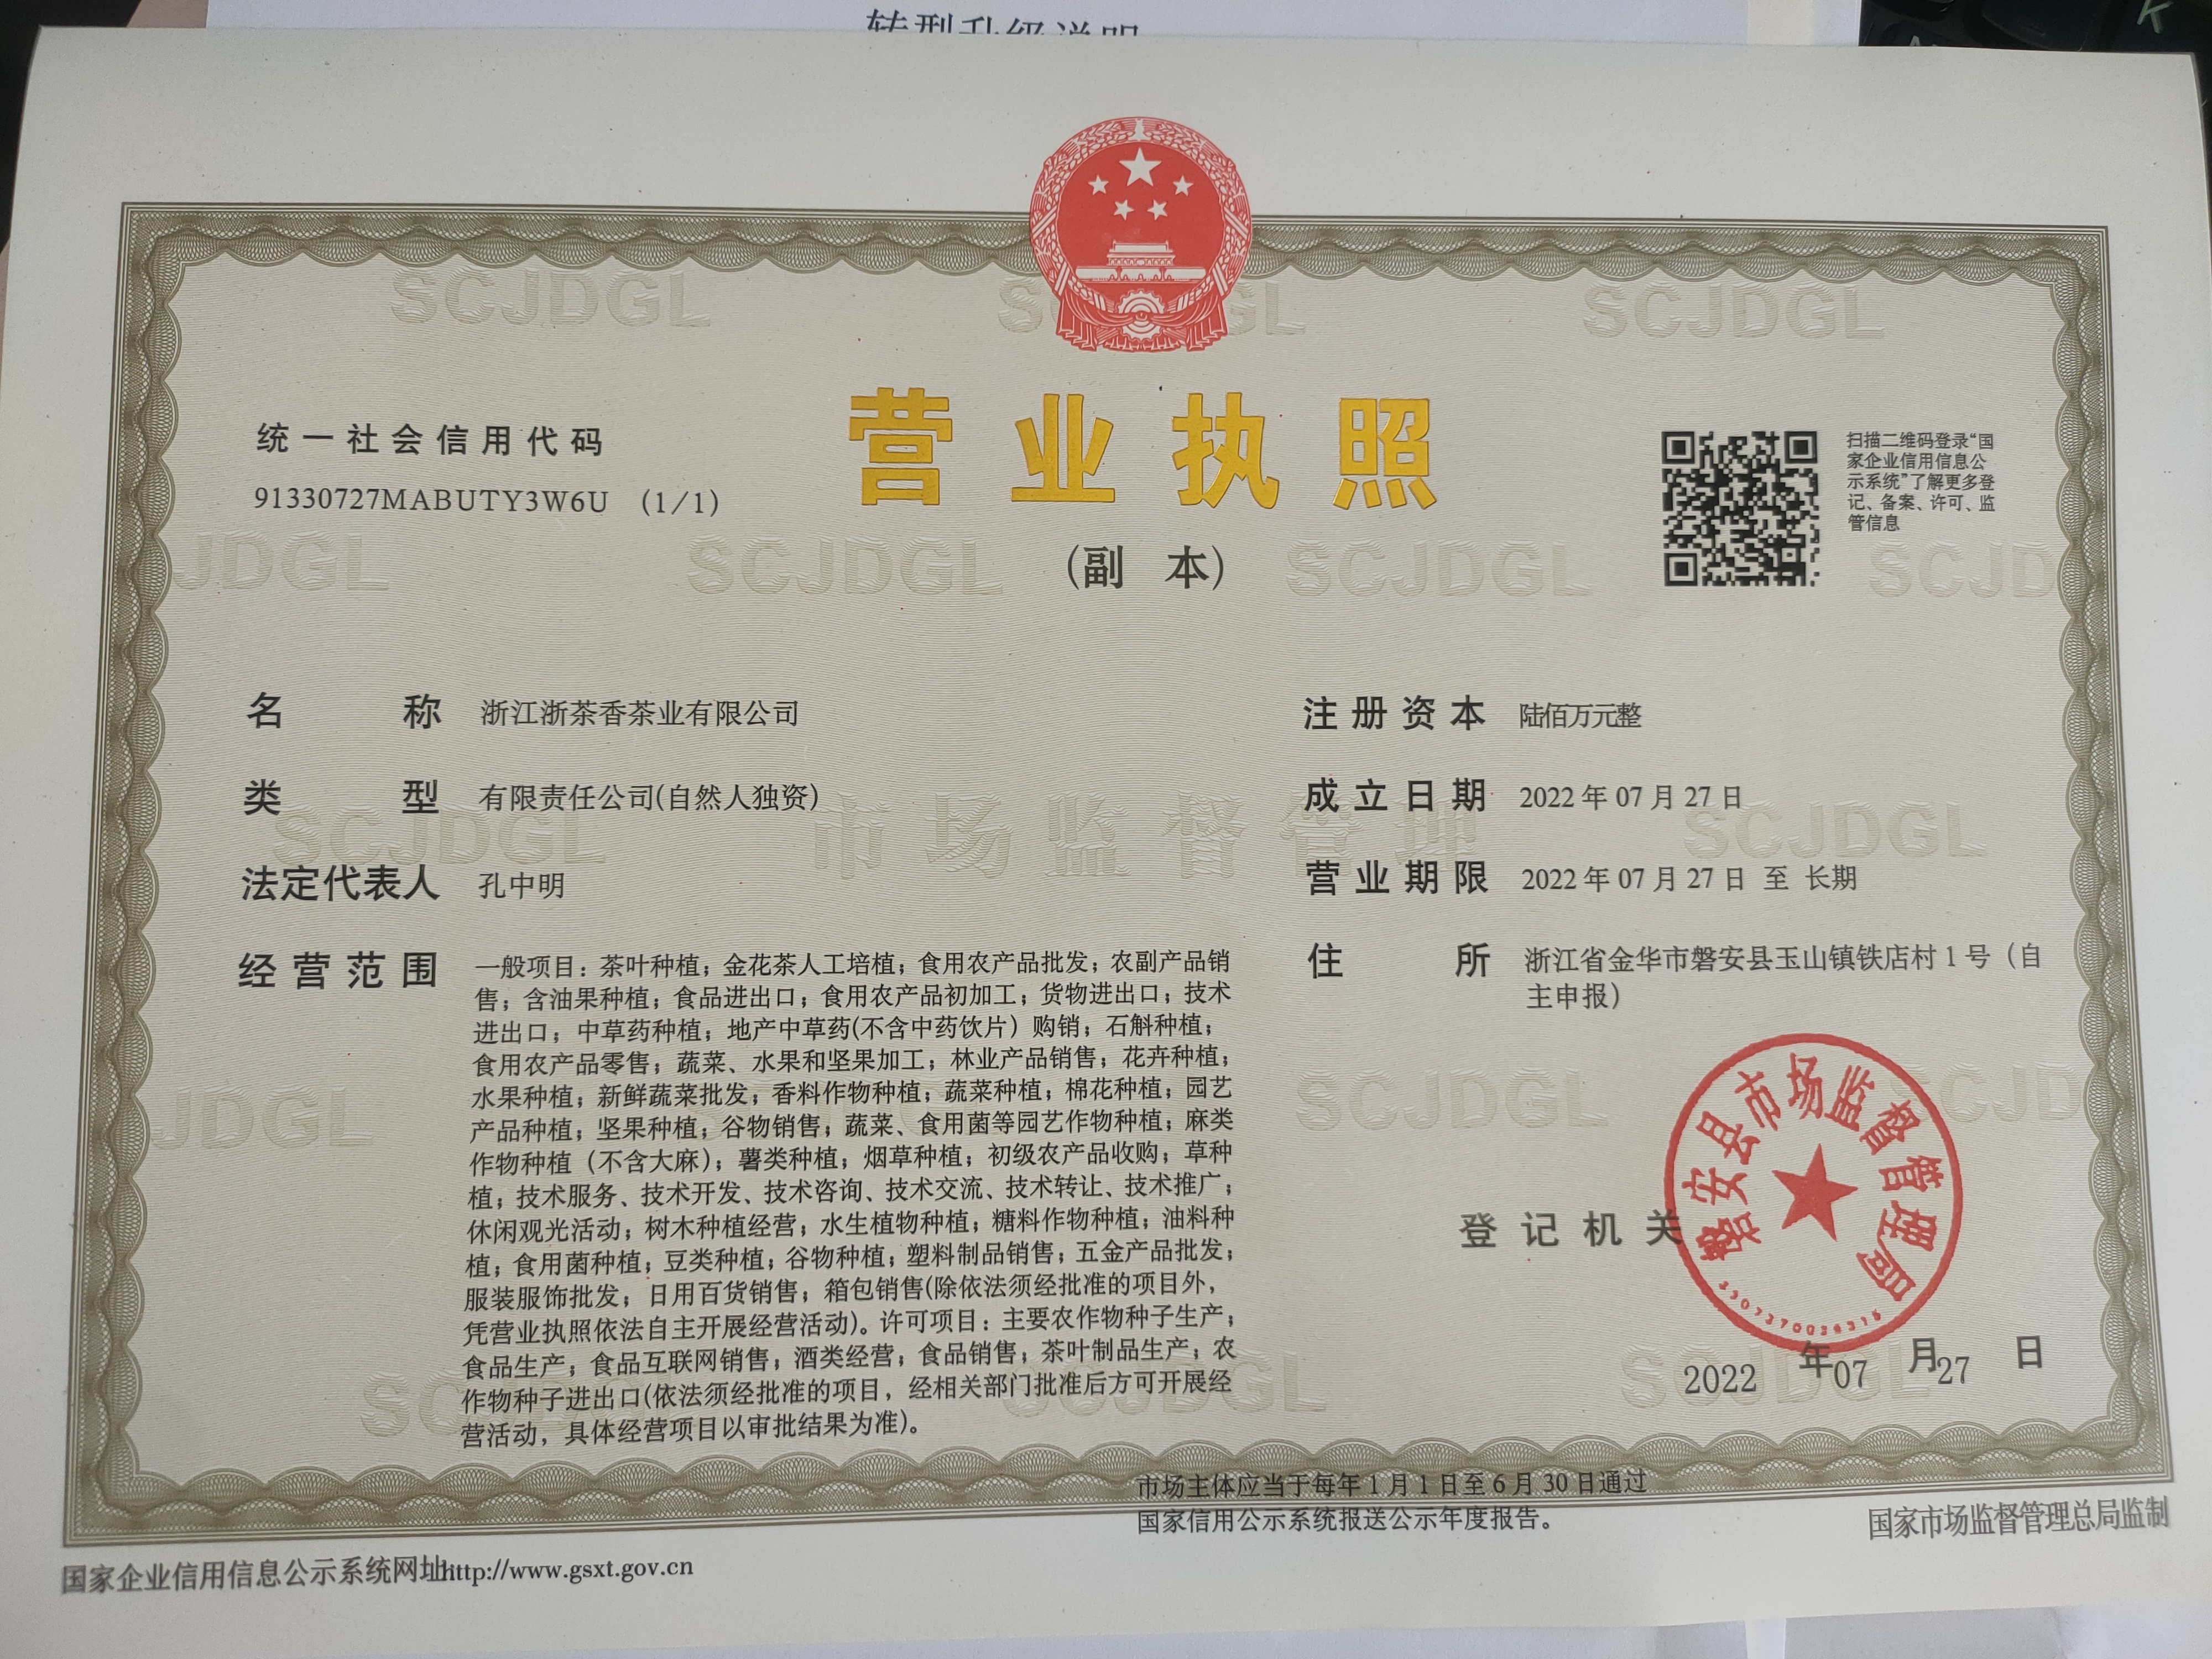 转型升级说明
统一社会信用代码
91330727MABUTY3W6U (1/1)
营业执照
(副 本)
扫描二维码登录“国
家企业信用信息公
示系统”了解更多登
记、备案、许可、监
管信息
名称 浙江浙茶香茶业有限公司
类型 有限责任公司(自然人独资)
法定代表人 孔中明
经营范围 一般项目：茶叶种植；金花茶人工培植；食用农产品批发；农副产品销
售；含油果种植；食品进出口；食用农产品初加工；货物进出口；技术
进出口；中草药种植；地产中草药(不含中药饮片）购销；石斛种植；
食用农产品零售；蔬菜、水果和坚果加工；林业产品销售；花卉种植；
水果种植；新鲜蔬菜批发；香料作物种植；蔬菜种植；棉花种植；园艺
产品种植；坚果种植；谷物销售；蔬菜、食用菌等园艺作物种植；麻类
作物种植（不含大麻）；薯类种植；烟草种植；初级农产品收购；草种
植；技术服务、技术开发、技术咨询、技术交流、技术转让、技术推广；
休闲观光活动；树木种植经营；水生植物种植；糖料作物种植；油料种
植；食用菌种植；豆类种植；谷物种植；塑料制品销售；五金产品批发；
服装服饰批发；日用百货销售；箱包销售(除依法须经批准的项目外，
凭营业执照依法自主开展经营活动)。许可项目：主要农作物种子生产；
食品生产；食品互联网销售；酒类经营；食品销售；茶叶制品生产；农
作物种子进出口(依法须经批准的项目，经相关部门批准后方可开展经
营活动，具体经营项目以审批结果为准)。
注册资本 陆佰万元整
成立日期 2022 年 07 月 27 日
营业期限 2022 年 07 月 27 日 至 长期
住所 浙江省金华市磐安县玉山镇铁店村 1 号（自
主申报）
登记机关
磐安县市场监督管理局
2022 年 07 月 27 日
市场主体应当于每年 1 月 1 日至 6 月 30 日通过
国家信用公示系统报送公示年度报告。
国家企业信用信息公示系统网址http://www.gsxt.gov.cn
国家市场监督管理总局监制
SCJDGL
市场监督管理